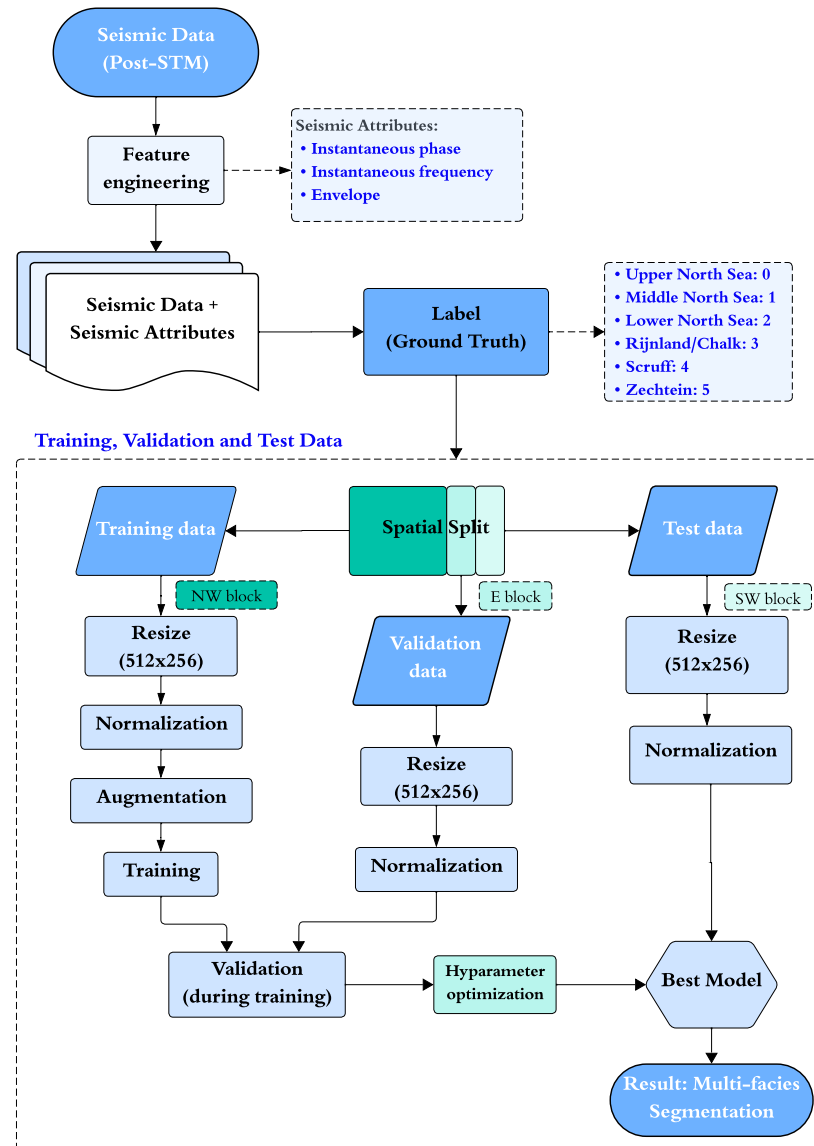 Seismic Data
(Post-STM)
Feature
engineering
Seismic Attributes:
• Instantaneous phase
• Instantaneous frequency
• Envelope
Seismic Data +
Seismic Attributes
Label
(Ground Truth)
• Upper North Sea: 0
• Middle North Sea: 1
• Lower North Sea: 2
• Rijnland/Chalk: 3
• Scruff: 4
• Zechtein: 5
Training, Validation and Test Data
Training data
Spatial Split
Test data
NW block
E block
SW block
Resize
(512x256)
Validation
data
Resize
(512x256)
Normalization
Resize
(512x256)
Normalization
Augmentation
Training
Normalization
Validation
(during training)
Hyparameter
optimization
Best Model
Result: Multi-facies
Segmentation